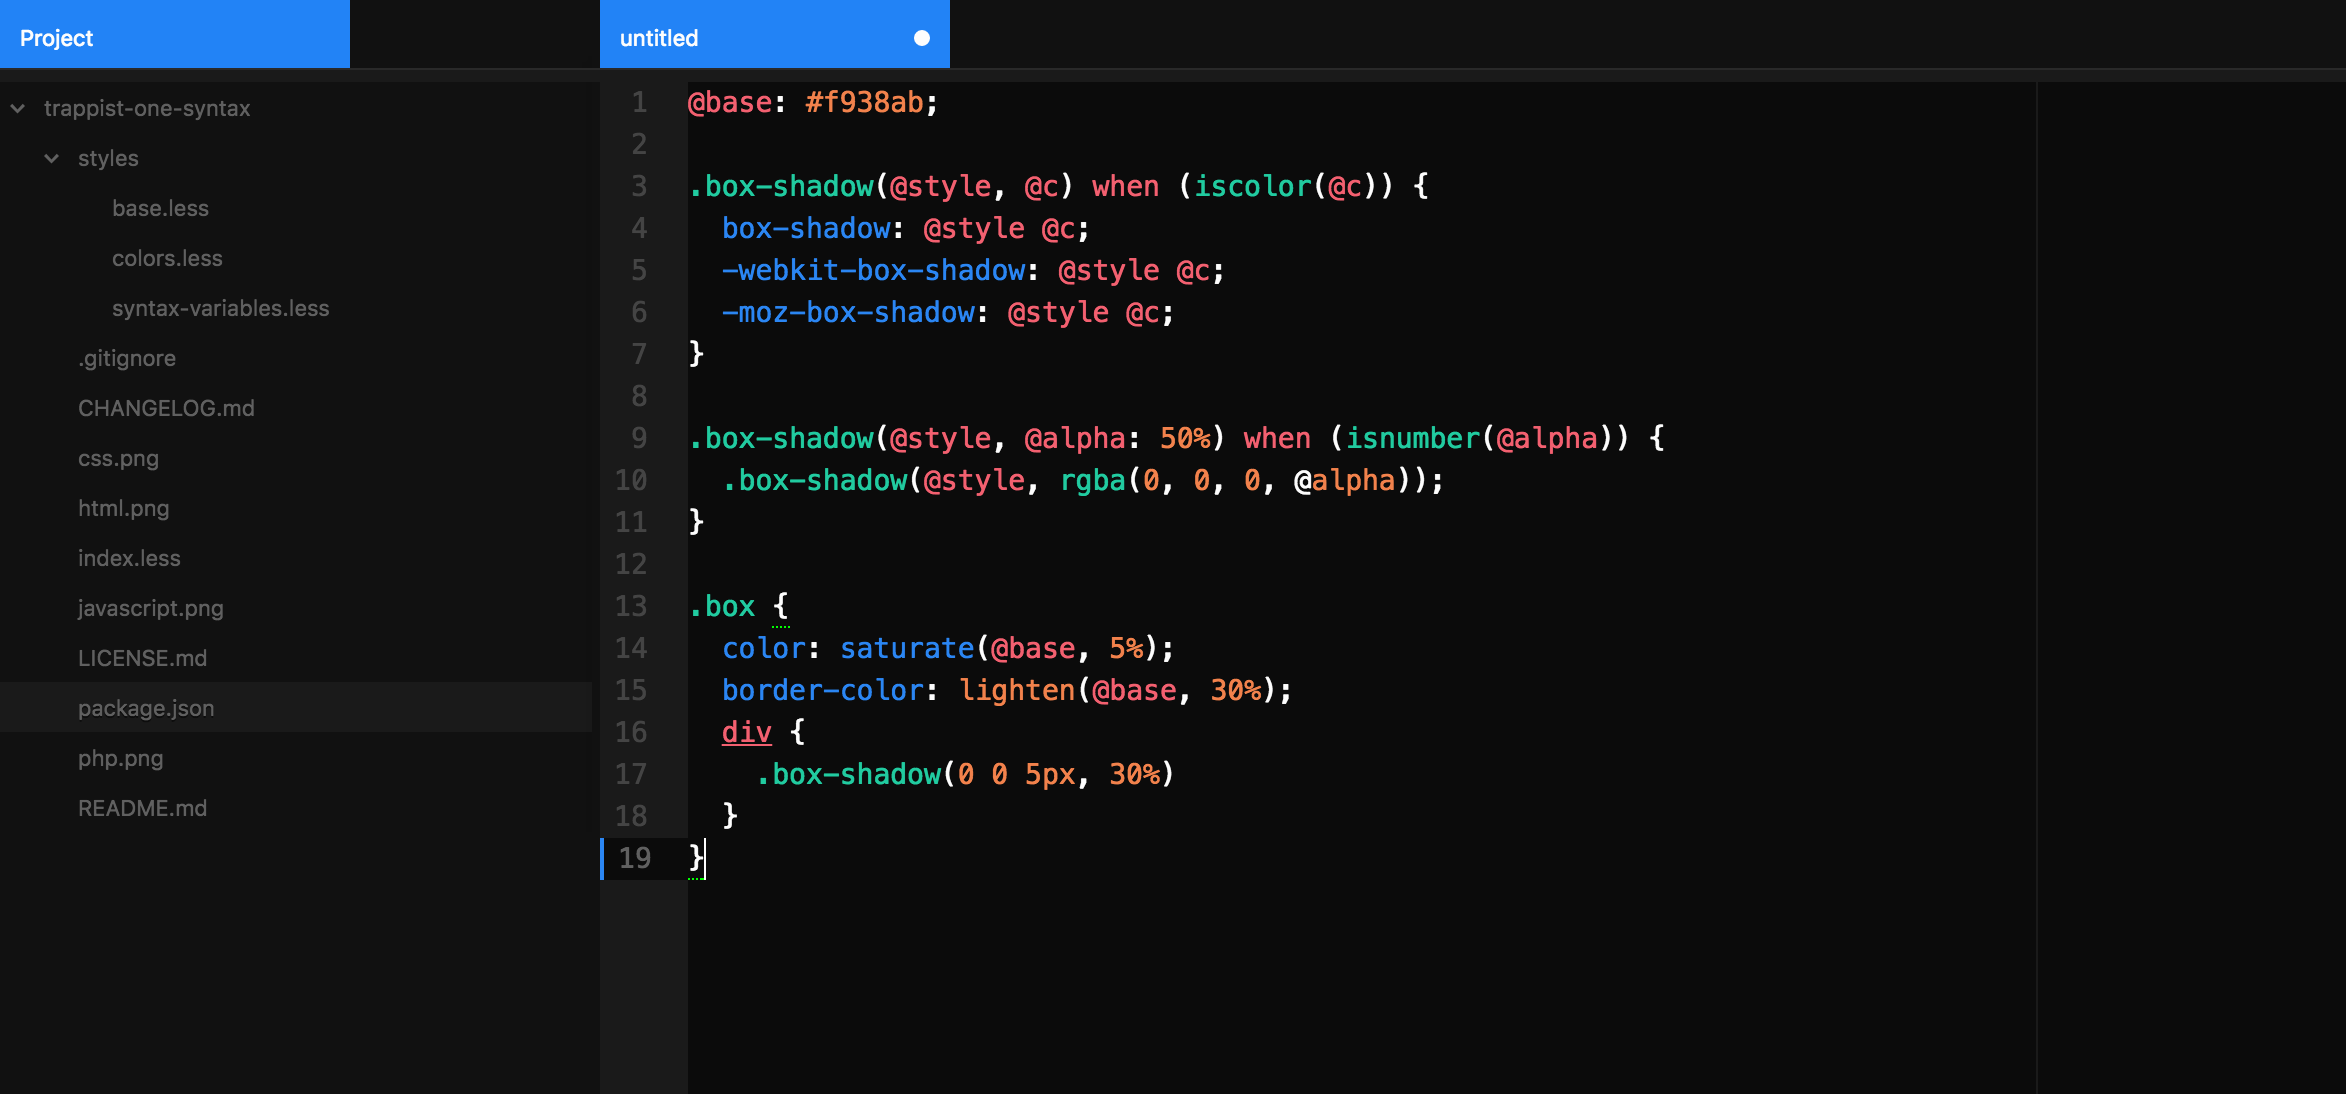 Project
untitled
trappist-one-syntax
styles
base.less
colors.less
syntax-variables.less
.gitignore
CHANGELOG.md
css.png
html.png
index.less
javascript.png
LICENSE.md
package.json
php.png
README.md
1 @base: #f938ab;
2
3 .box-shadow(@style, @c) when (iscolor(@c)) {
4   box-shadow: @style @c;
5   -webkit-box-shadow: @style @c;
6   -moz-box-shadow: @style @c;
7 }
8
9 .box-shadow(@style, @alpha: 50%) when (isnumber(@alpha)) {
10   .box-shadow(@style, rgba(0, 0, 0, @alpha));
11 }
12
13 .box {
14   color: saturate(@base, 5%);
15   border-color: lighten(@base, 30%);
16   div {
17     .box-shadow(0 0 5px, 30%)
18   }
19 }